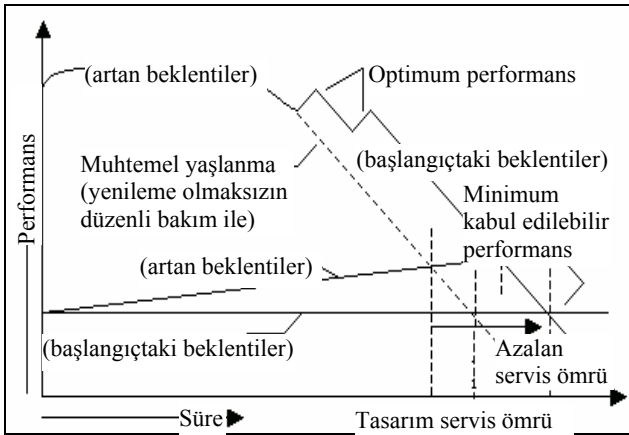 (artan beklentiler)
Optimum performans
Muhtemel yaşlanma
(yenileme olmaksızın
düzenli bakım ile)
(başlangıçtaki beklentiler)
Minimum
kabul edilebilir
performans
Performans
(artan beklentiler)
(başlangıçtaki beklentiler)
Azalan
servis ömrü
Süre
Tasarım servis ömrü